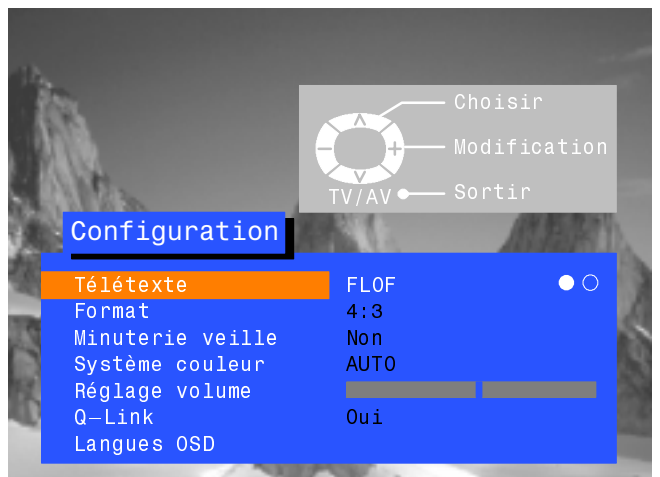 Choisir
Modification
TV/AV Sortir
Configuration
Télétexte FLOF
Format 4:3
Minuterie veille Non
Système couleur AUTO
Réglage volume
Q–Link Oui
Langues OSD